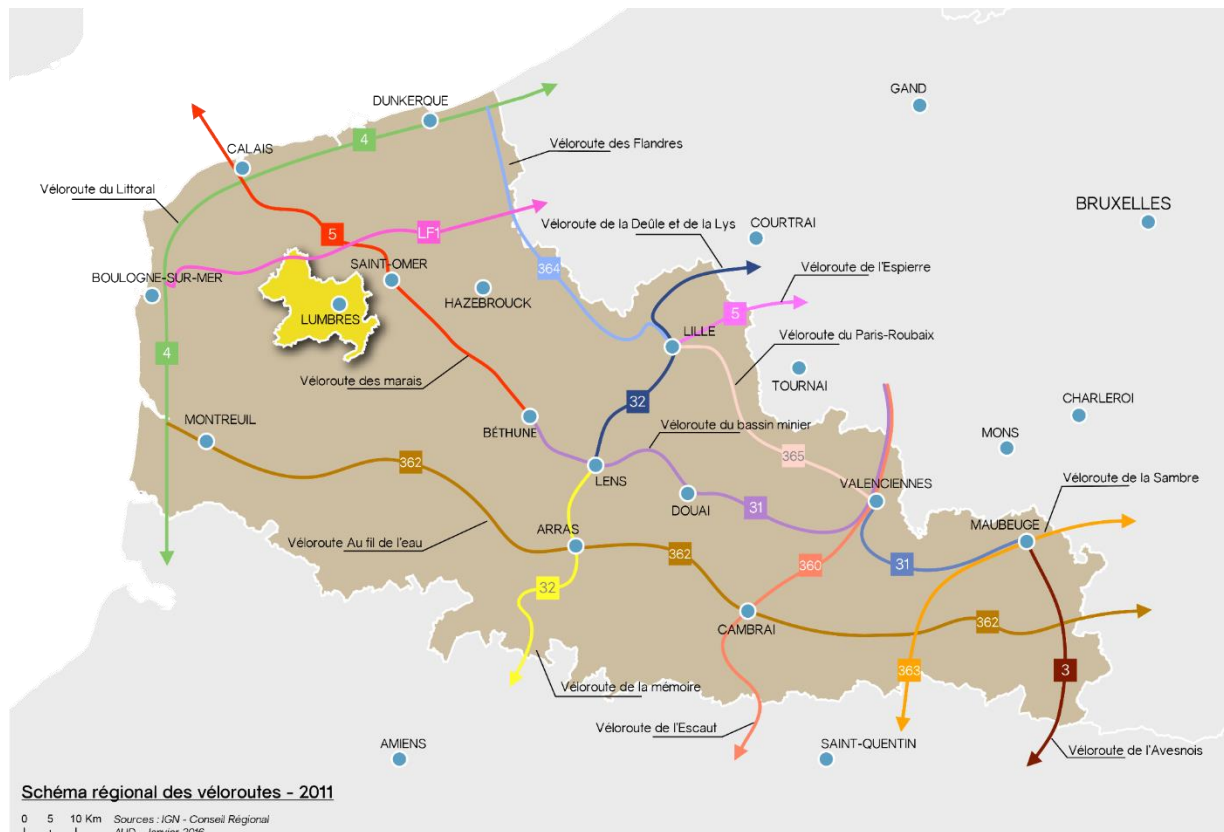 DUNKERQUE
GAND
4
CALAIS
Véloroute des Flandres
Véloroute du Littoral
BRUXELLES
5
LF1
Véloroute de la Deûle et de la Lys
COURTRAI
364
BOULOGNE-SUR-MER
SAINT-OMER
HAZEBROUCK
Véloroute de l'Espierre
LUMBRES
5
LILLE
Véloroute du Paris-Roubaix
4
TOURNAI
Véloroute des marais
32
CHARLEROI
MONTREUIL
BÉTHUNE
Véloroute du bassin minier
MONS
362
365
LENS
VALENCIENNES
Véloroute de la Sambre
DOUAI
31
ARRAS
MAUBEUGE
Véloroute Au fil de l'eau
362
360
31
32
CAMBRAI
362
363
3
Véloroute de la mémoire
Véloroute de l'Escaut
AMIENS
SAINT-QUENTIN
Véloroute de l'Avesnois
Schéma régional des véloroutes - 2011
0 5 10 Km Sources : IGN - Conseil Régional